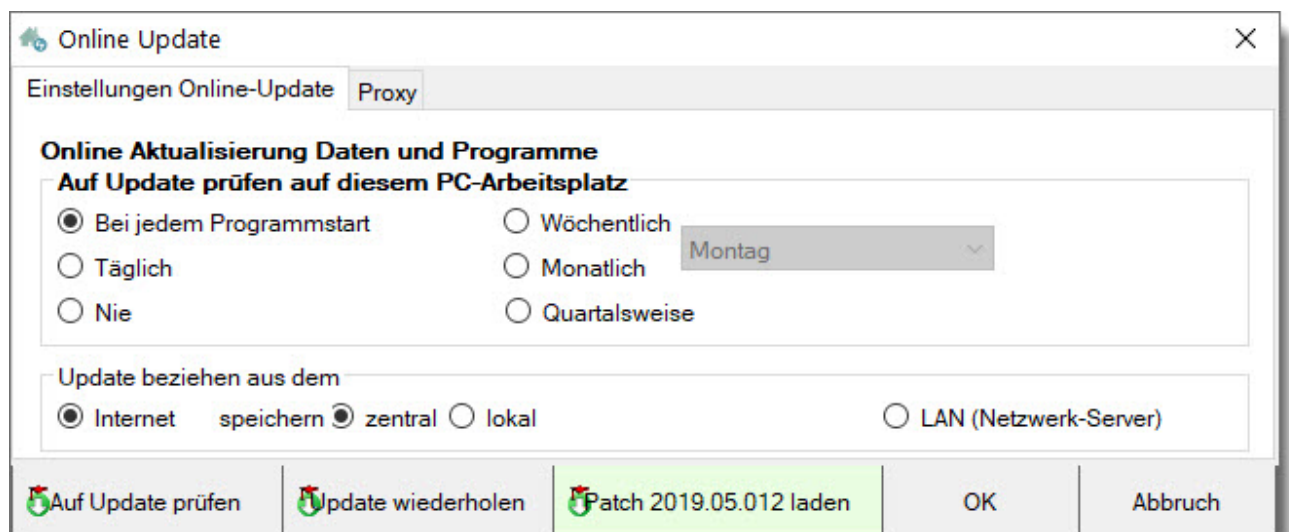 Online Update
Einstellungen Online-Update Proxy
Online Aktualisierung Daten und Programme
Auf Update prüfen auf diesem PC-Arbeitsplatz
Bei jedem Programmstart Wöchentlich
Montag
Täglich Monatlich
Nie Quartalsweise
Update beziehen aus dem
Internet speichern zentral lokal LAN (Netzwerk-Server)
Auf Update prüfen Update wiederholen Patch 2019.05.012 laden OK Abbruch